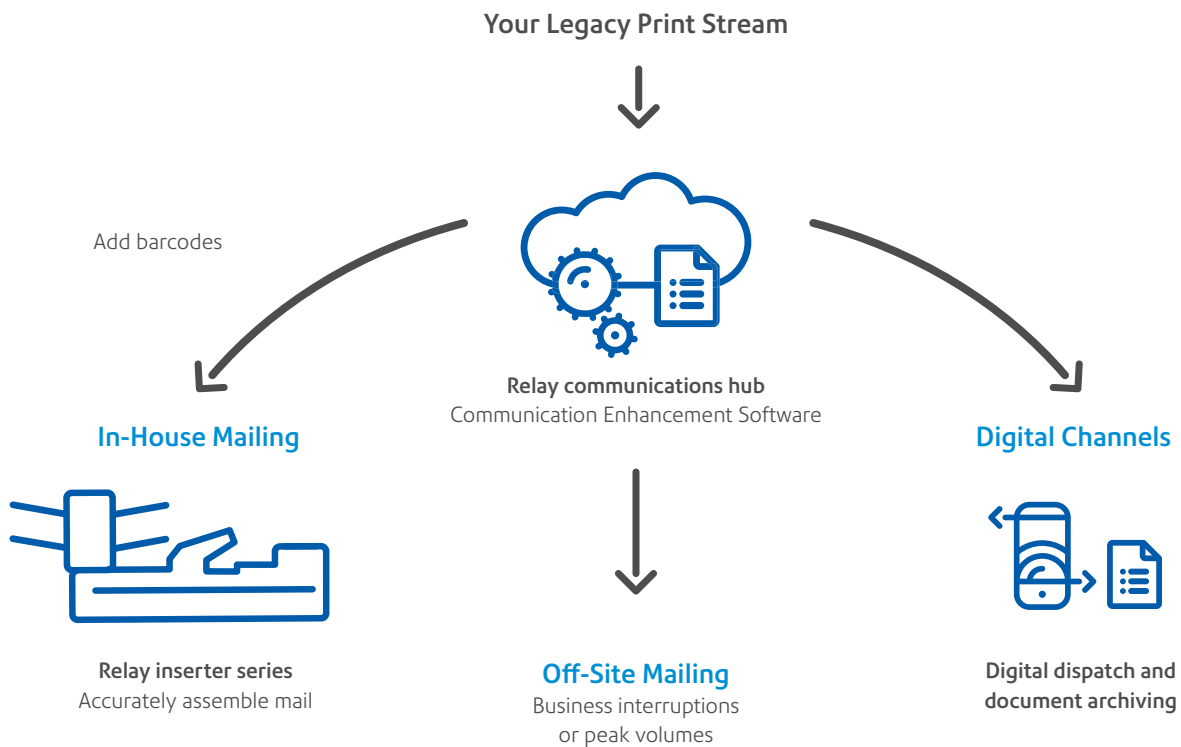 Your Legacy Print Stream
Add barcodes
Relay communications hub
Communication Enhancement Software
In-House Mailing
Digital Channels
Relay inserter series
Accurately assemble mail
Off-Site Mailing
Business interruptions
or peak volumes
Digital dispatch and
document archiving